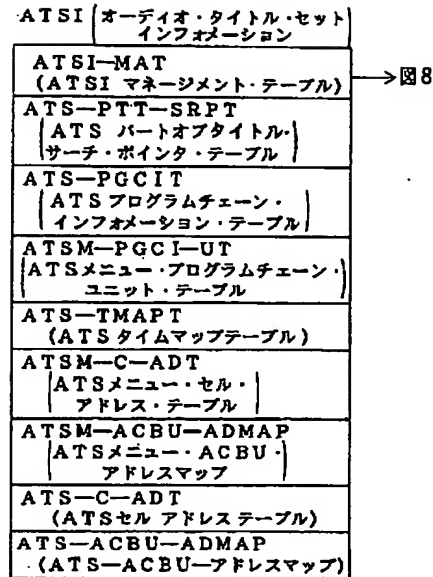 ATSI(オーディオ・タイトル・セット
インフォメーション)
ATSI—MAT
(ATSI マネージメント・テーブル)
→図8
ATS—PTT—SRPT
(ATS パートオブタイトル・
サーチ・ポインタ・テーブル)
ATS—PGCIT
(ATSプログラムチェーン・
インフォメーション・テーブル)
ATSM—PGCI—UT
(ATSメニュー・プログラムチェーン・
ユニット・テーブル)
ATS—TMAPT
(ATSタイムマップテーブル)
ATSM—C—ADT
(ATSメニュー・セル・
アドレス・テーブル)
ATSM—ACBU—ADMAP
(ATSメニュー・ACBU・
アドレスマップ)
ATS—C—ADT
(ATSセル アドレステーブル)
ATS—ACBU—ADMAP
(ATS—ACBU—アドレスマップ)